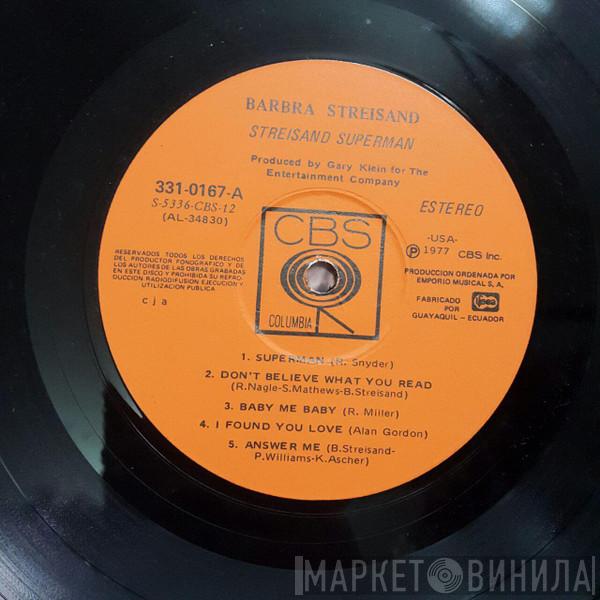 BARBRA STREISAND
STREISAND SUPERMAN
Produced by Gary Klein for The
Entertainment Company
331-0167-A
S-5336-CBS-12
(AL-34830)
ESTEREO
RESERVADOS TODOS LOS DERECHOS
DEL PRODUCTOR FONOGRAFICO Y DE
LOS AUTORES DE LAS OBRAS GRABADAS
EN ESTE DISCO Y PROHIBIDA SU REPRO-
DUCCION RADIODIFUSION EJECUCION Y
UTILIZACION PUBLICA
c j a
CBS
COLUMBIA
-USA-
Ⓟ 1977 CBS Inc.
PRODUCCION ORDENADA POR
EMPORIO MUSICAL S, A.
FABRICADO
POR
GUAYAQUIL – ECUADOR
1. SUPERMAN (R. Snyder)
2. DON'T BELIEVE WHAT YOU READ
(R.Nagle-S.Mathews-B.Streisand)
3. BABY ME BABY (R. Miller)
4. I FOUND YOU LOVE (Alan Gordon)
5. ANSWER ME (B.Streisand-
P.Williams-K.Ascher)
МАРКЕТ ВИНИЛА